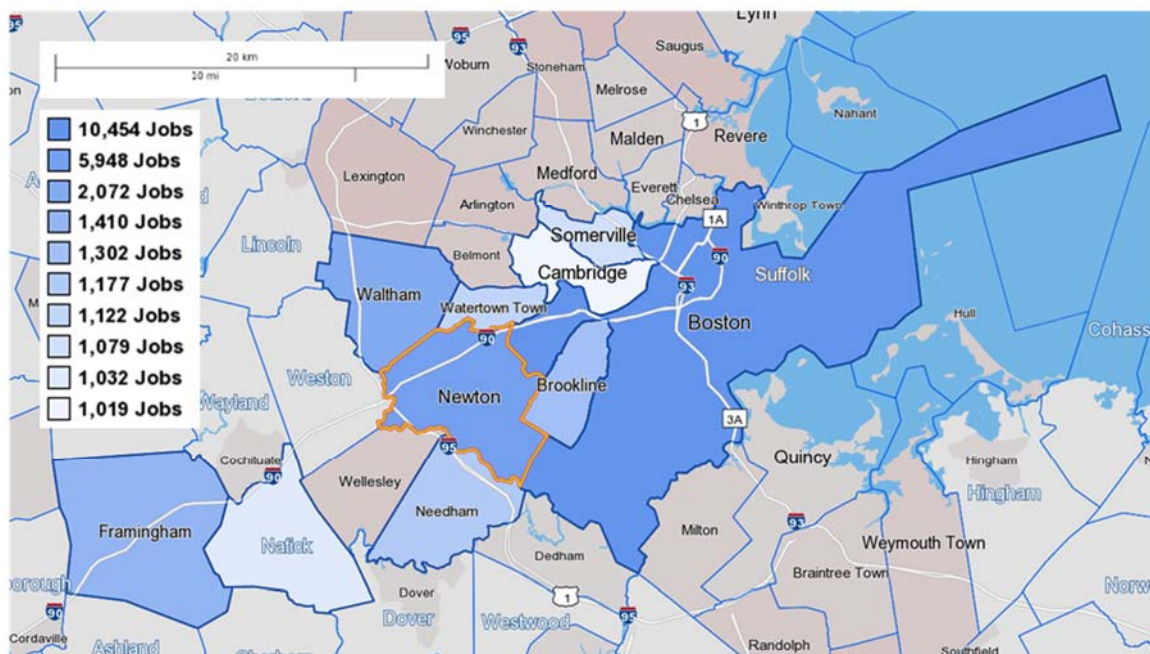 95
20 km
10 mi
95
93
Lynn
Saugus
Woburn
Stoneham
Melrose
10,454 Jobs
5,948 Jobs
2,072 Jobs
1,410 Jobs
1,302 Jobs
1,177 Jobs
1,122 Jobs
1,079 Jobs
1,032 Jobs
1,019 Jobs
1
Nahant
Winchester
Malden
Revere
Lexington
Medford
Everett
Chelsea
Arlington
Winthrop Town
1A
Lincoln
Somerville
Belmont
90
Cambridge
Suffolk
93
Waltham
Watertown Town
Boston
Hull
Cohass
90
Weston
Brookline
Newton
Wayland
3A
95
Quincy
Cochituate
Hingham
90
Wellesley
Hingham
Needham
Framingham
93
Milton
Natick
Weymouth Town
Dedham
Braintree Town
borough
Dover
1
Norw
90
Dover
95
Cordaville
Westwood
Ashland
Randolph
Southfield